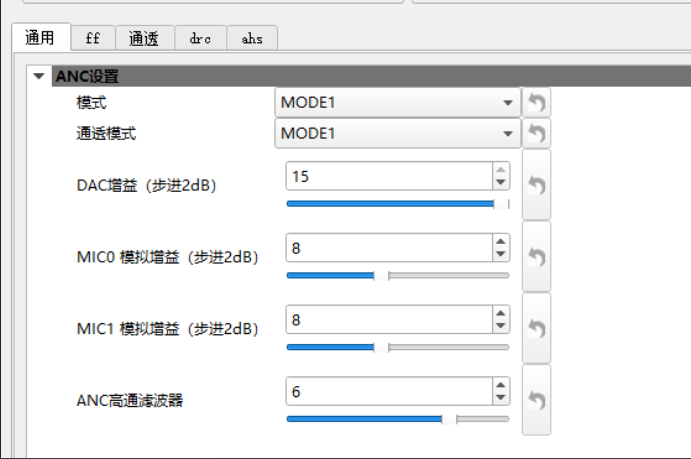 通用 ff 通透 drc ahs
ANC设置
模式 MODE1
通透模式 MODE1
DAC增益（步进2dB） 15
MIC0 模拟增益（步进2dB） 8
MIC1 模拟增益（步进2dB） 8
ANC高通滤波器 6